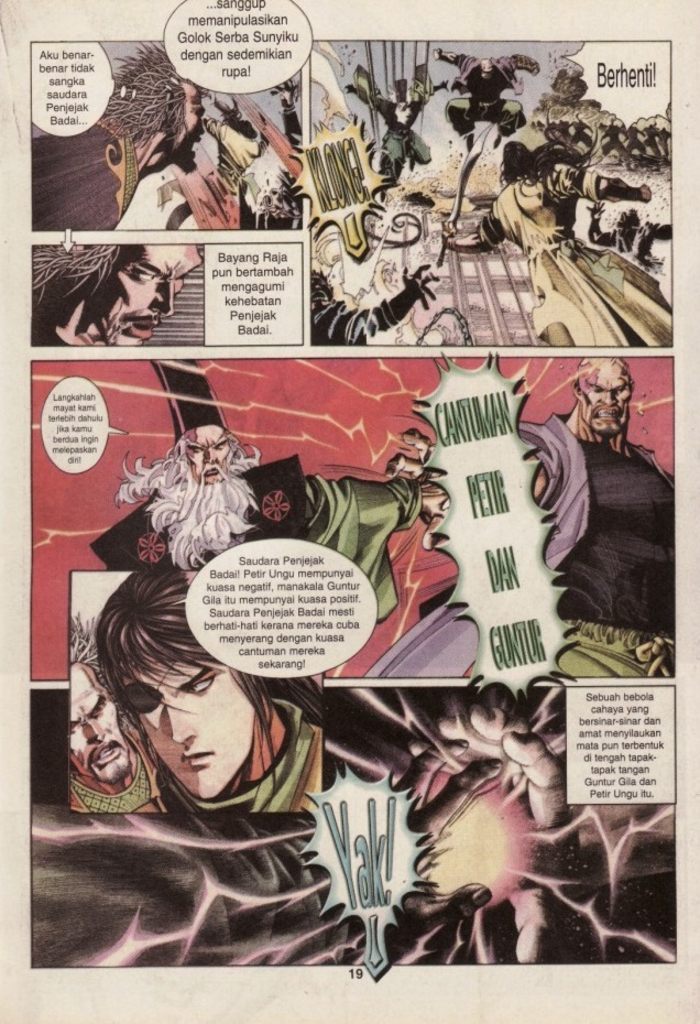 Aku benar-
benar tidak
sangka
saudara
Penjejak
Badai...
...sanggup
memanipulasikan
Golok Serba Sunyiku
dengan sedemikian
rupa!
KLONG!
Berhenti!
Bayang Raja
pun bertambah
mengagumi
kehebatan
Penjejak
Badai.
Langkahlah
mayat kami
terlebih dahulu
jika kamu
berdua ingin
melepaskan
diri!
CANTUMAN
PETIR
DAN
GUNTUR
Saudara Penjejak
Badai! Petir Ungu mempunyai
kuasa negatif, manakala Guntur
Gila itu mempunyai kuasa positif.
Saudara Penjejak Badai mesti
berhati-hati kerana mereka cuba
menyerang dengan kuasa
cantuman mereka
sekarang!
Sebuah bebola
cahaya yang
bersinar-sinar dan
amat menyilaukan
mata pun terbentuk
di tengah tapak-
tapak tangan
Guntur Gila dan
Petir Ungu itu.
Yak!
19